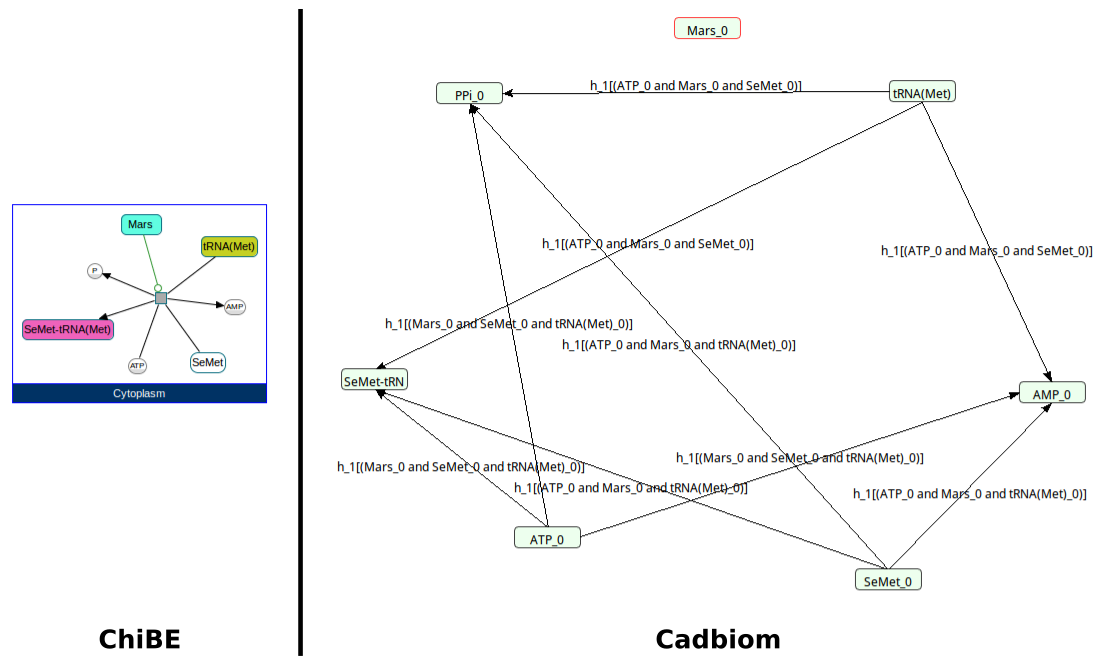 Mars
tRNA(Met)
P
AMP
SeMet-tRNA(Met)
ATP
SeMet
Cytoplasm
ChiBE
Mars_0
h_1[(ATP_0 and Mars_0 and SeMet_0)]
PPi_0
tRNA(Met)
h_1[(ATP_0 and Mars_0 and SeMet_0)]
h_1[(ATP_0 and Mars_0 and SeMet_0)]
h_1[(Mars_0 and SeMet_0 and tRNA(Met)_0)]
h_1[(ATP_0 and Mars_0 and tRNA(Met)_0)]
SeMet-tRN
AMP_0
h_1[(Mars_0 and SeMet_0 and tRNA(Met)_0)]
h_1[(Mars_0 and SeMet_0 and tRNA(Met)_0)]
h_1[(ATP_0 and Mars_0 and tRNA(Met)_0)]
h_1[(ATP_0 and Mars_0 and tRNA(Met)_0)]
ATP_0
SeMet_0
Cadbiom